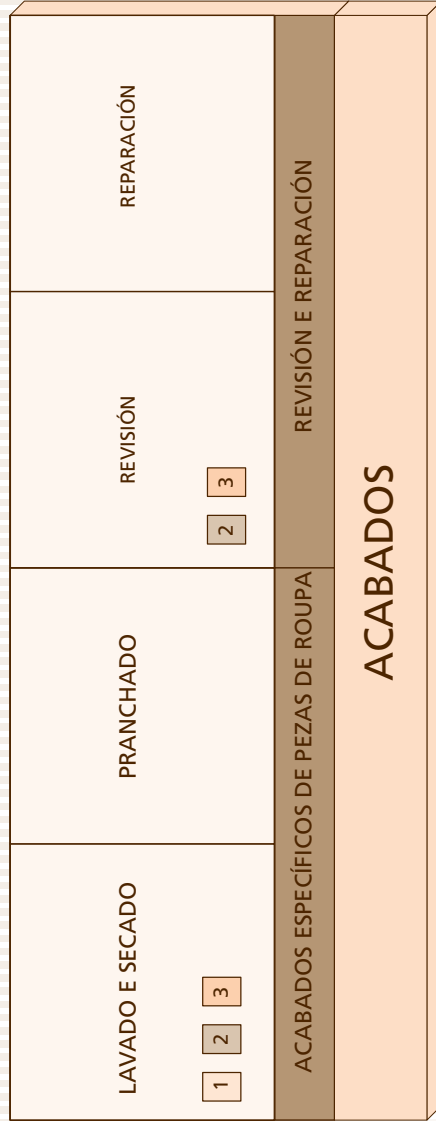 LAVADO E SECADO
1 2 3
PRANCHADO
REVISIÓN
2 3
REPARACIÓN
ACABADOS ESPECÍFICOS DE PEZAS DE ROUPA
REVISIÓN E REPARACIÓN
ACABADOS